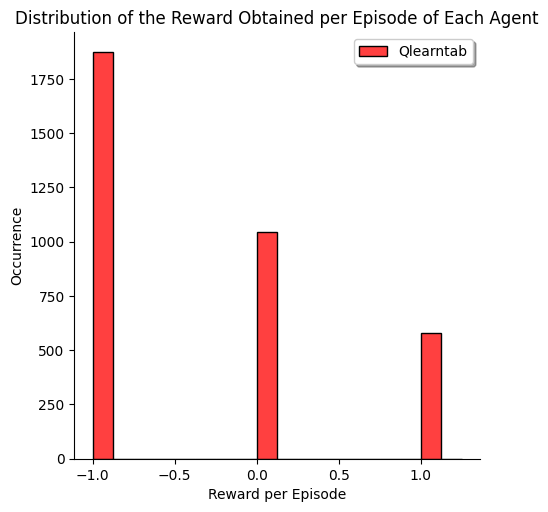 Distribution of the Reward Obtained per Episode of Each Agent
Qlearntab
1750
1500
1250
1000
750
500
250
0
Occurrence
−1.0 −0.5 0.0 0.5 1.0
Reward per Episode